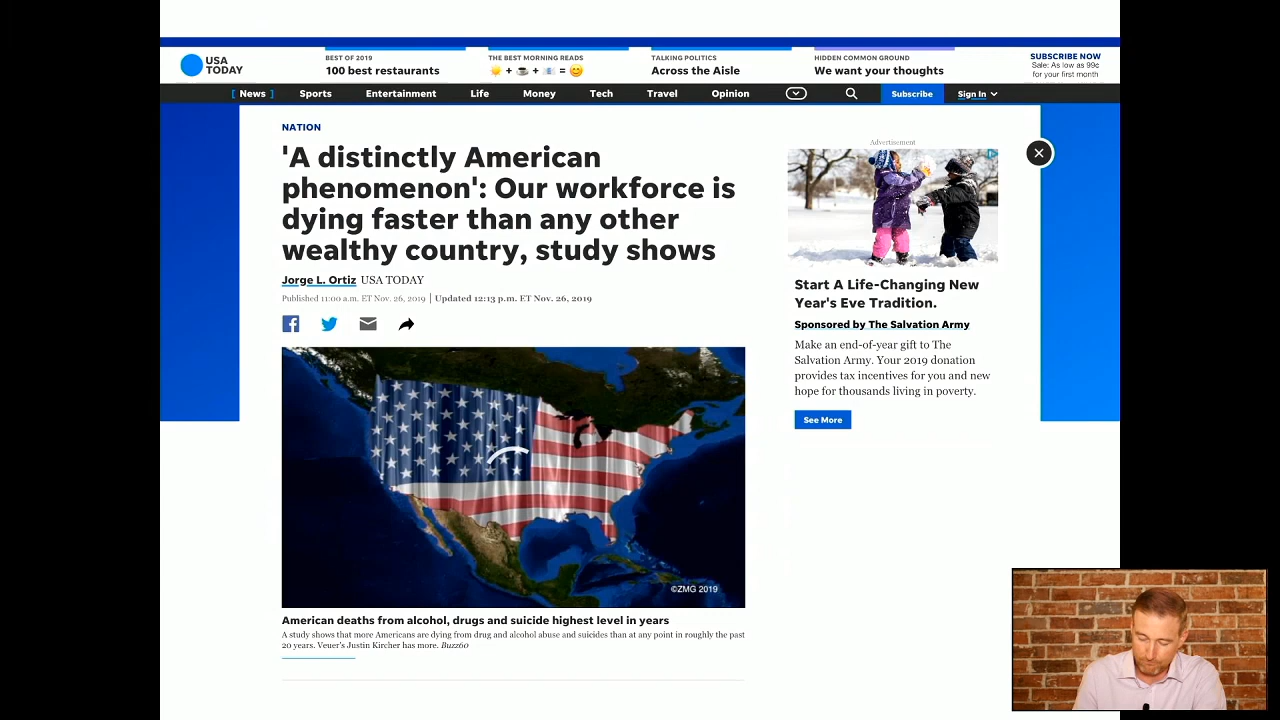 USA
TODAY
BEST OF 2019
100 best restaurants
THE BEST MORNING READS
+ + =
TALKING POLITICS
Across the Aisle
HIDDEN COMMON GROUND
We want your thoughts
SUBSCRIBE NOW
Sale: As low as 99¢
for your first month
[ News ] Sports Entertainment Life Money Tech Travel Opinion Subscribe Sign In
NATION
'A distinctly American
phenomenon': Our workforce is
dying faster than any other
wealthy country, study shows
Jorge L. Ortiz USA TODAY
Published 11:00 a.m. ET Nov. 26, 2019 | Updated 12:13 p.m. ET Nov. 26, 2019
©ZMG 2019
American deaths from alcohol, drugs and suicide highest level in years
A study shows that more Americans are dying from drug and alcohol abuse and suicides than at any point in roughly the past
20 years. Veuer's Justin Kircher has more. Buzz60
Advertisement
Start A Life-Changing New
Year's Eve Tradition.
Sponsored by The Salvation Army
Make an end-of-year gift to The
Salvation Army. Your 2019 donation
provides tax incentives for you and new
hope for thousands living in poverty.
See More